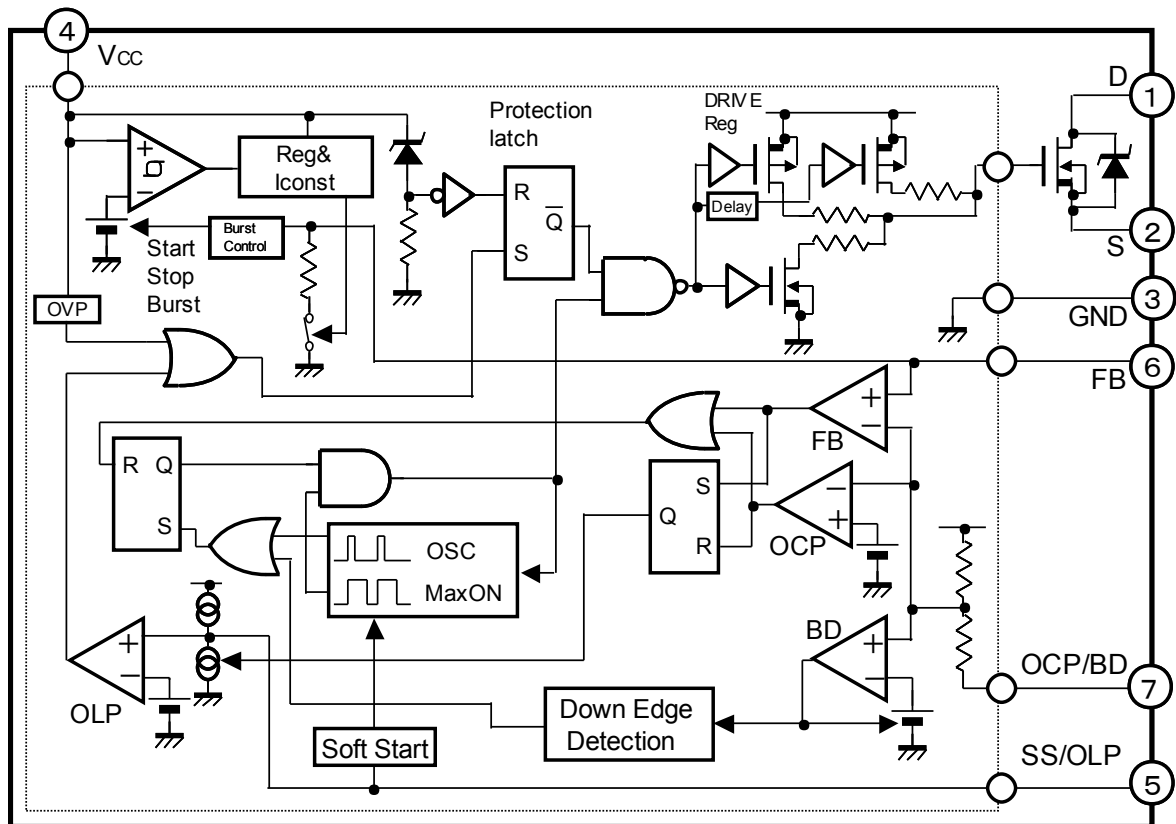 4
VCC
D
1
Protection
latch
DRIVE
Reg
+
−
Reg&
Iconst
R
Q
S
Delay
Burst
Control
Start
Stop
Burst
2
S
OVP
3
GND
6
FB
+
−
FB
R Q
S
S
Q
R
−
+
OCP
OSC
MaxON
BD
+
−
+
−
OLP
OCP/BD
7
Down Edge
Detection
Soft Start
SS/OLP
5